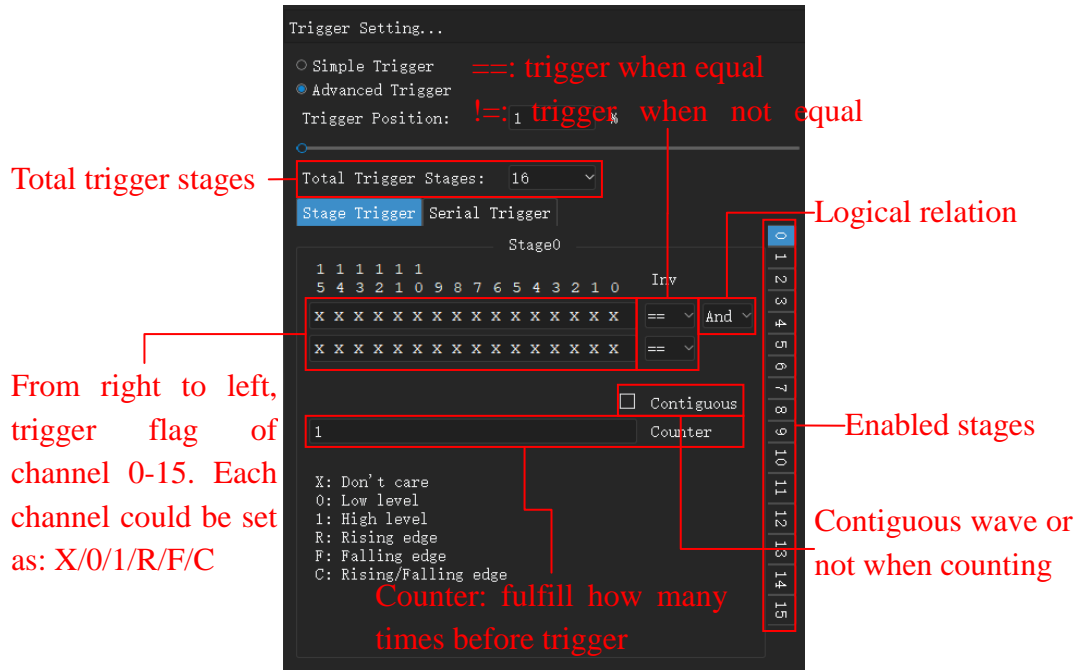 Trigger Setting...
Simple Trigger
==: trigger when equal
Advanced Trigger
!=: trigger when not equal
Trigger Position: 1 %
Total trigger stages
Total Trigger Stages: 16
Stage Trigger Serial Trigger
Logical relation
Stage0
1 1 1 1 1 1
5 4 3 2 1 0 9 8 7 6 5 4 3 2 1 0
Inv
X X X X X X X X X X X X X X X X == And
X X X X X X X X X X X X X X X X ==
0
1
2
3
4
5
6
7
8
9
10
11
12
13
14
15
From right to left,
trigger flag of
channel 0-15. Each
channel could be set
as: X/0/1/R/F/C
Contiguous
1 Counter
Enabled stages
X: Don't care
0: Low level
1: High level
R: Rising edge
F: Falling edge
C: Rising/Falling edge
Contiguous wave or
not when counting
Counter: fulfill how many
times before trigger